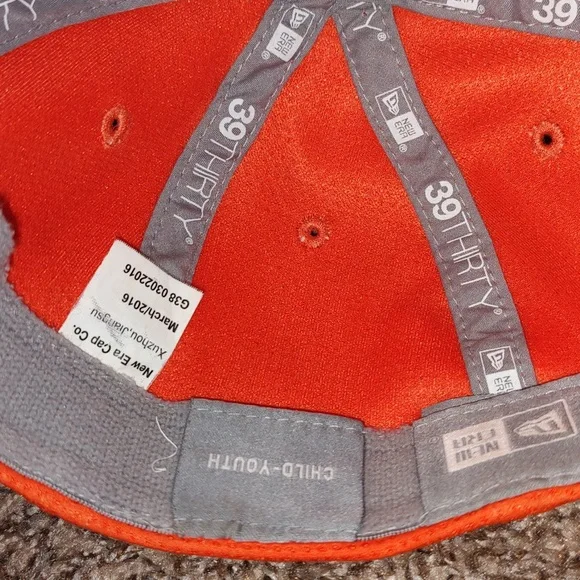 39THIRTY®
NEW
ERA®
39THIRTY®
NEW
ERA®
39
39THIRTY®
NEW
New Era Cap Co.
Xuzhou,Jiangsu
March/2016
G38 03022016
CHILD-YOUTH
NEW
ERA